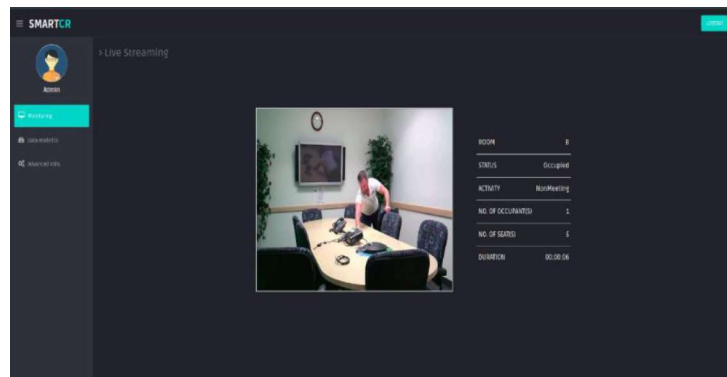 SMARTCR
> Live Streaming
Admin
Monitoring
ROOM B
STATUS Occupied
ACTIVITY NonMeeting
NO. OF OCCUPANT(S) 1
NO. OF SEAT(S) 5
DURATION 00:00:06